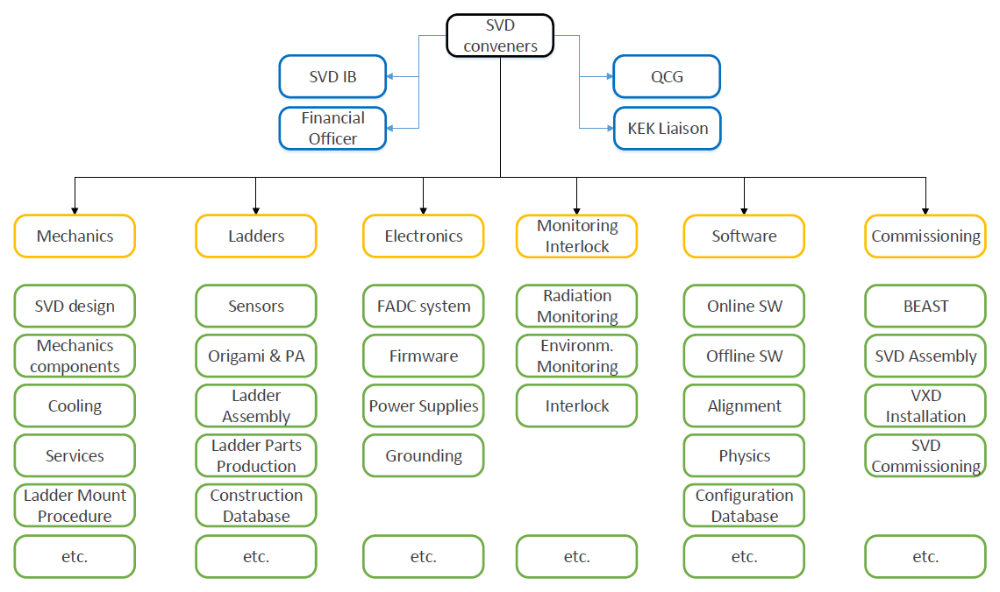 SVD
conveners
SVD IB
QCG
Financial
Officer
KEK Liaison
Mechanics
Ladders
Electronics
Monitoring
Interlock
Software
Commissioning
SVD design
Sensors
FADC system
Radiation
Monitoring
Online SW
BEAST
Mechanics
components
Origami & PA
Firmware
Environm.
Monitoring
Offline SW
SVD Assembly
Cooling
Ladder
Assembly
Power Supplies
Interlock
Alignment
VXD
Installation
Services
Ladder Parts
Production
Grounding
Physics
SVD
Commissioning
Ladder Mount
Procedure
Construction
Database
Configuration
Database
etc.
etc.
etc.
etc.
etc.
etc.